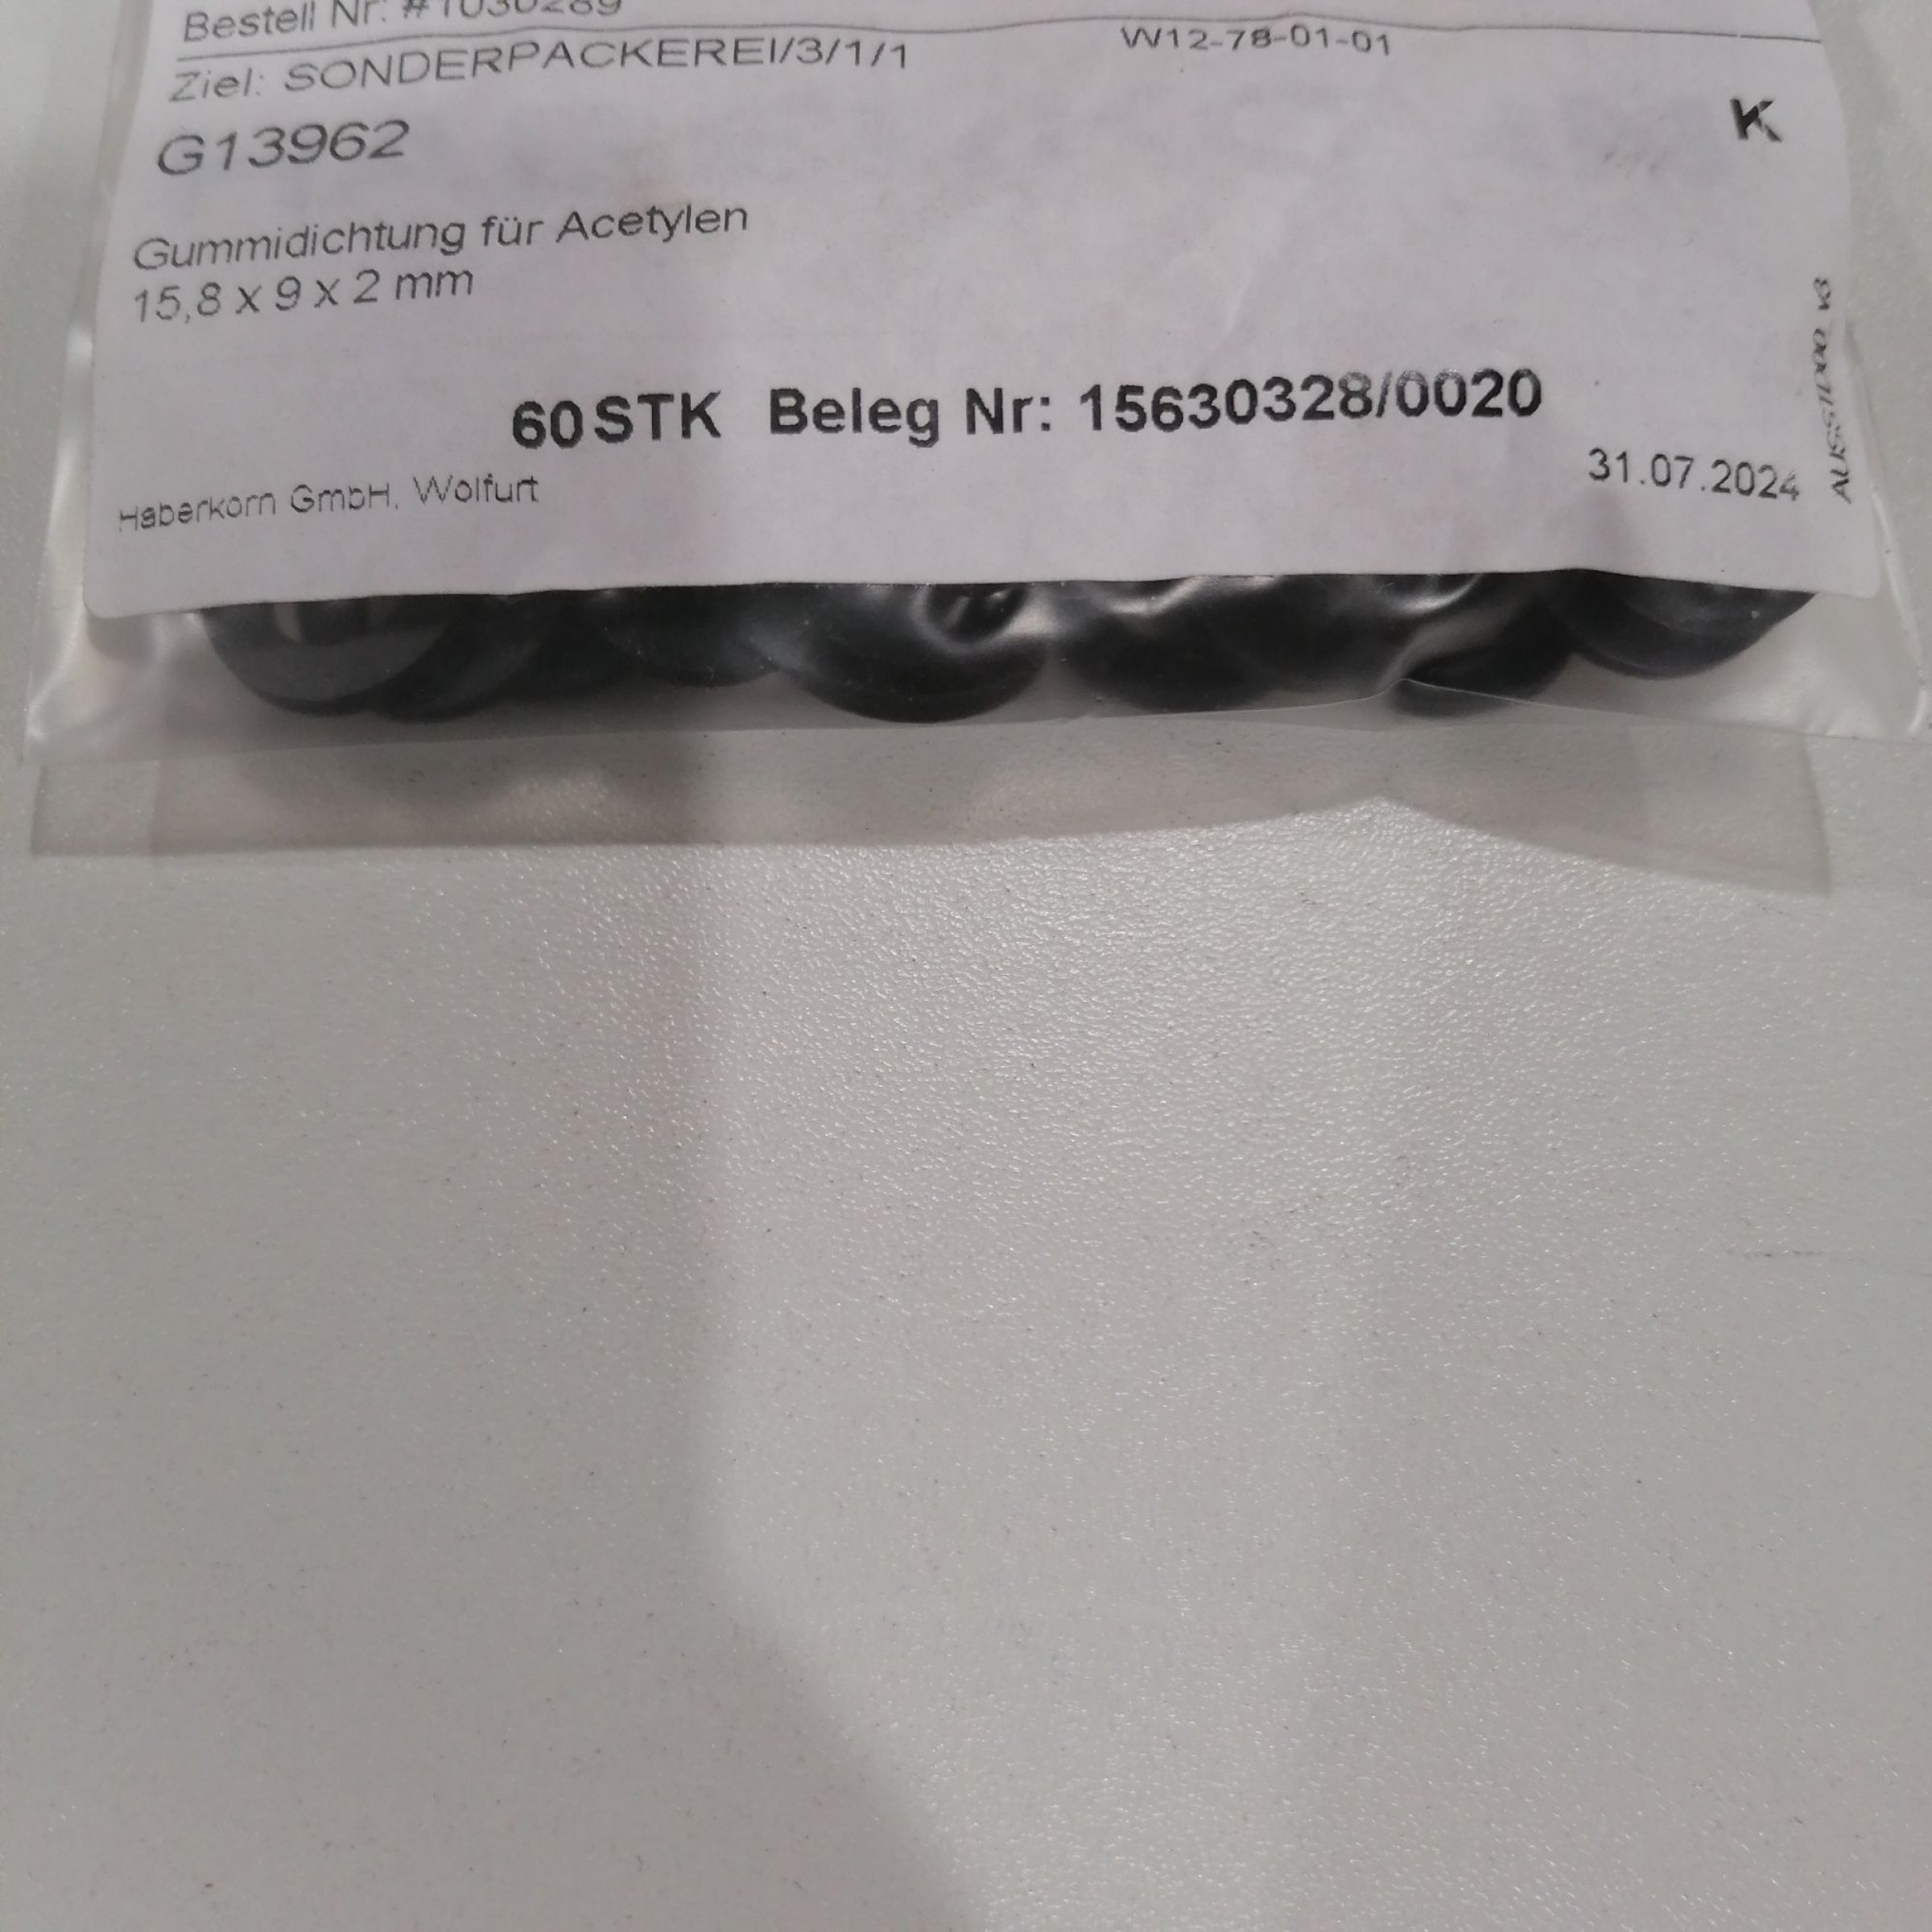 Bestell Nr: #1030289
Ziel: SONDERPACKEREI/3/1/1
W12-78-01-01
G13962
K
Gummidichtung für Acetylen
15,8 x 9 x 2 mm
60 STK Beleg Nr: 15630328/0020
Haberkorn GmbH, Wolfurt
31.07.2024